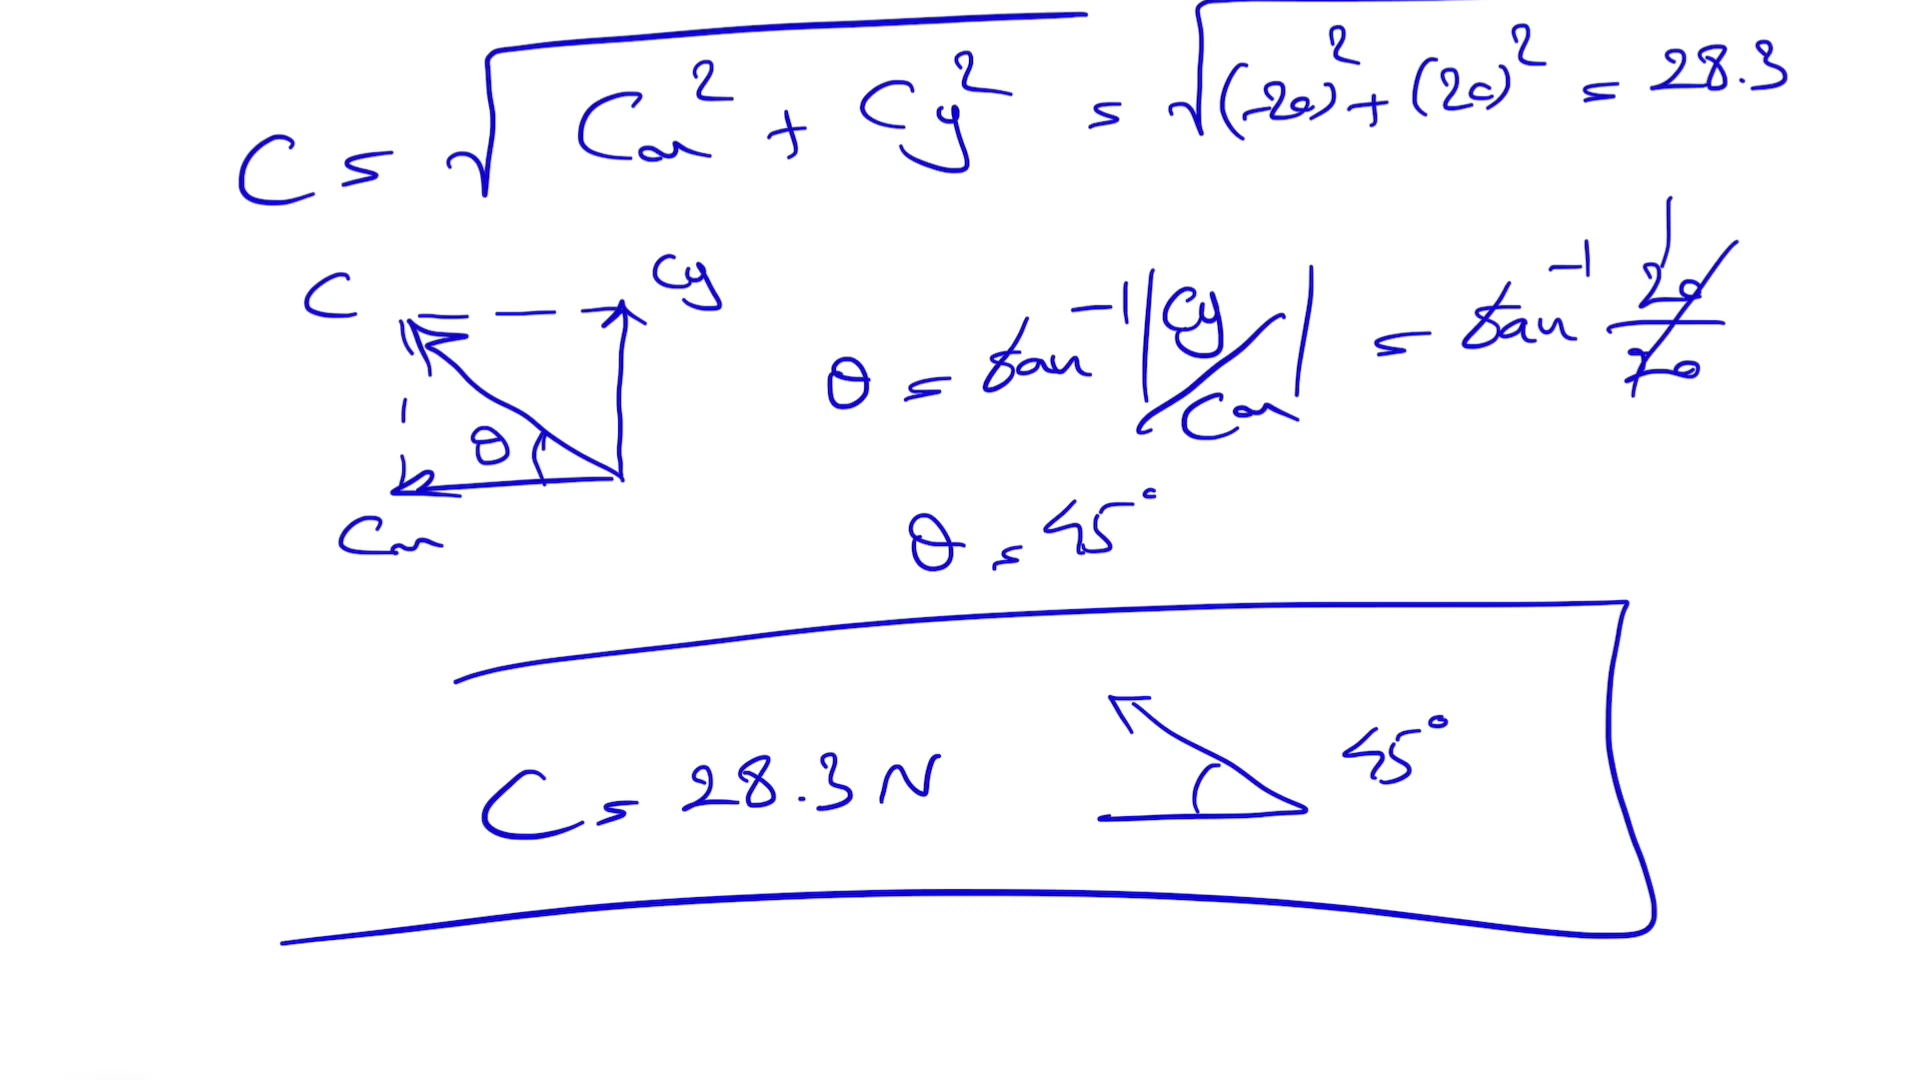 C = √(Cx² + Cy²) = √((-20)² + (20)²) = 28.3
C Cy
θ = tan⁻¹ |Cy/Cx| = tan⁻¹ 20/20
θ
Cx
θ = 45°
C = 28.3 N 45°